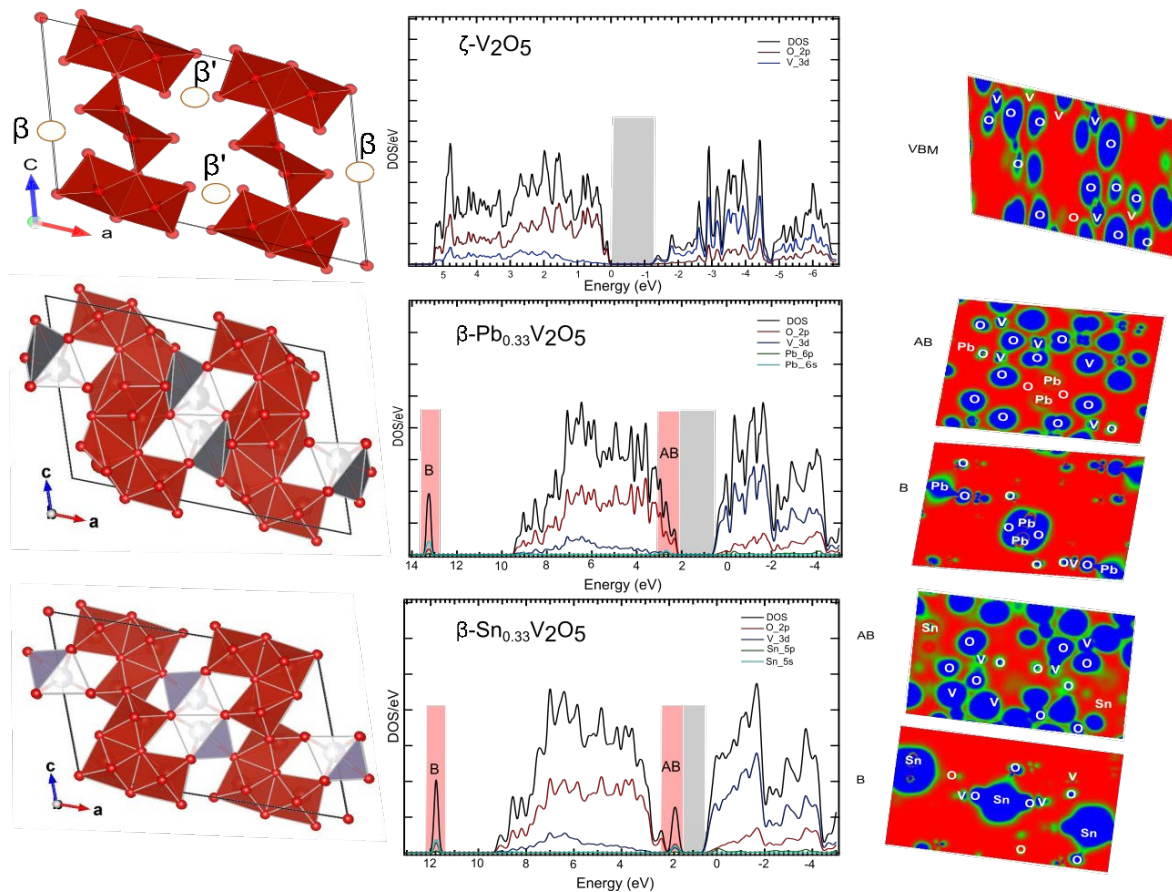 β
β'
β
β'
C
a
ζ-V2O5
DOS
O_2p
V_3d
DOS/eV
5 4 3 2 1 0 -1 -2 -3 -4 -5 -6
Energy (eV)
VBM
V V
O O O V V
O O
O O
O O V V
O O V O O
c
a
β-Pb0.33V2O5
DOS
O_2p
V_3d
Pb_6p
Pb_6s
DOS/eV
B
AB
14 12 10 8 6 4 2 0 -2 -4
Energy (eV)
AB
O V
O V O
Pb O O V
O Pb O
Pb
O O
V O
B
O
Pb O O
O Pb O
Pb
O O V O Pb
c
a
β-Sn0.33V2O5
DOS
O_2p
V_3d
Sn_5p
Sn_5s
DOS/eV
B
AB
12 10 8 6 4 2 0 -2 -4
Energy (eV)
AB
Sn
O O V
O V O O
O O
V V Sn
O
B
Sn
O O V
V O Sn O V
O Sn
O